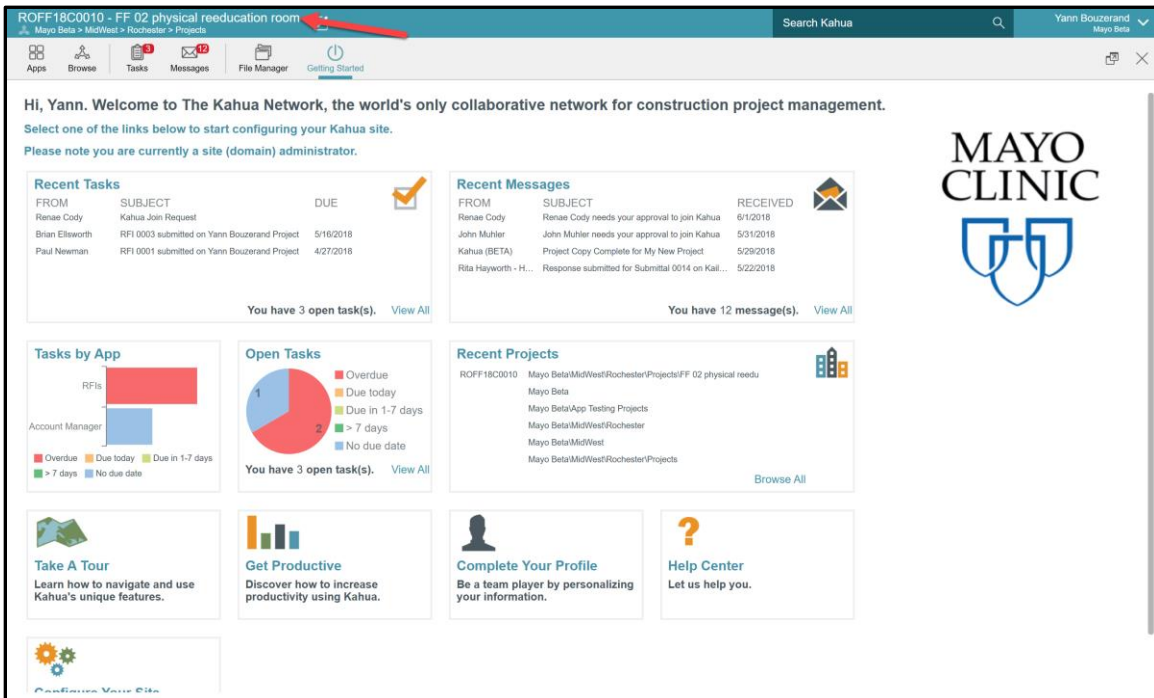 ROFF18C0010 - FF 02 physical reeducation room
Mayo Beta > MidWest > Rochester > Projects
Search Kahua
Yann Bouzerand
Mayo Beta
Apps
Browse
3
Tasks
12
Messages
File Manager
Getting Started
Hi, Yann. Welcome to The Kahua Network, the world's only collaborative network for construction project management.
Select one of the links below to start configuring your Kahua site.
Please note you are currently a site (domain) administrator.
MAYO
CLINIC
Recent Tasks
FROM SUBJECT DUE
Renae Cody Kahua Join Request
Brian Ellsworth RFI 0003 submitted on Yann Bouzerand Project 5/16/2018
Paul Newman RFI 0001 submitted on Yann Bouzerand Project 4/27/2018
You have 3 open task(s). View All
Recent Messages
FROM SUBJECT RECEIVED
Renae Cody Renae Cody needs your approval to join Kahua 6/1/2018
John Muhler John Muhler needs your approval to join Kahua 5/31/2018
Kahua (BETA) Project Copy Complete for My New Project 5/29/2018
Rita Hayworth - H... Response submitted for Submittal 0014 on Kail... 5/22/2018
You have 12 message(s). View All
Tasks by App
RFIs
Account Manager
Overdue Due today Due in 1-7 days
> 7 days No due date
Open Tasks
1
2
Overdue
Due today
Due in 1-7 days
> 7 days
No due date
You have 3 open task(s). View All
Recent Projects
ROFF18C0010 Mayo Beta\MidWest\Rochester\Projects\FF 02 physical reedu
Mayo Beta
Mayo Beta\App Testing Projects
Mayo Beta\MidWest\Rochester
Mayo Beta\MidWest
Mayo Beta\MidWest\Rochester\Projects
Browse All
Take A Tour
Learn how to navigate and use
Kahua's unique features.
Get Productive
Discover how to increase
productivity using Kahua.
Complete Your Profile
Be a team player by personalizing
your information.
?
Help Center
Let us help you.
Configure Your Site